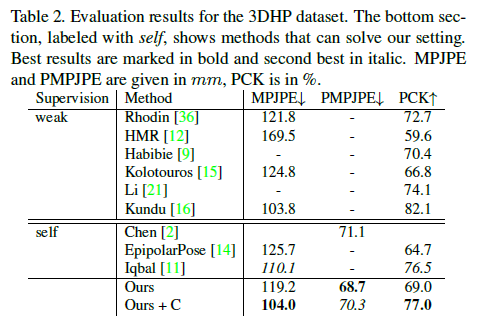 Table 2. Evaluation results for the 3DHP dataset. The bottom sec-
tion, labeled with self, shows methods that can solve our setting.
Best results are marked in bold and second best in italic. MPJPE
and PMPJPE are given in mm, PCK is in %.
Supervision Method MPJPE↓ PMPJPE↓ PCK↑
weak Rhodin [36] 121.8 - 72.7
HMR [12] 169.5 - 59.6
Habibie [9] - - 70.4
Kolotouros [15] 124.8 - 66.8
Li [21] - - 74.1
Kundu [16] 103.8 - 82.1
self Chen [2] 71.1
EpipolarPose [14] 125.7 - 64.7
Iqbal [11] 110.1 - 76.5
Ours 119.2 68.7 69.0
Ours + C 104.0 70.3 77.0